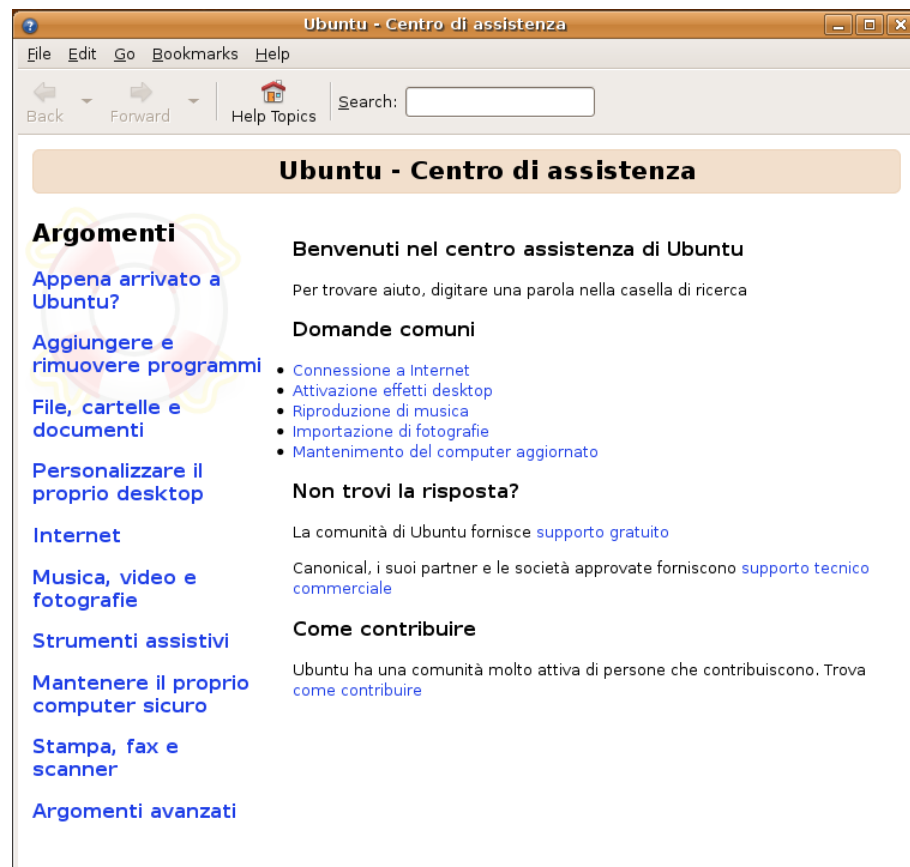 Ubuntu - Centro di assistenza
File Edit Go Bookmarks Help
Back Forward Help Topics Search:
Ubuntu - Centro di assistenza
Argomenti
Appena arrivato a
Ubuntu?
Aggiungere e
rimuovere programmi
File, cartelle e
documenti
Personalizzare il
proprio desktop
Internet
Musica, video e
fotografie
Strumenti assistivi
Mantenere il proprio
computer sicuro
Stampa, fax e
scanner
Argomenti avanzati
Benvenuti nel centro assistenza di Ubuntu
Per trovare aiuto, digitare una parola nella casella di ricerca
Domande comuni
Connessione a Internet
Attivazione effetti desktop
Riproduzione di musica
Importazione di fotografie
Mantenimento del computer aggiornato
Non trovi la risposta?
La comunità di Ubuntu fornisce supporto gratuito
Canonical, i suoi partner e le società approvate forniscono supporto tecnico
commerciale
Come contribuire
Ubuntu ha una comunità molto attiva di persone che contribuiscono. Trova
come contribuire